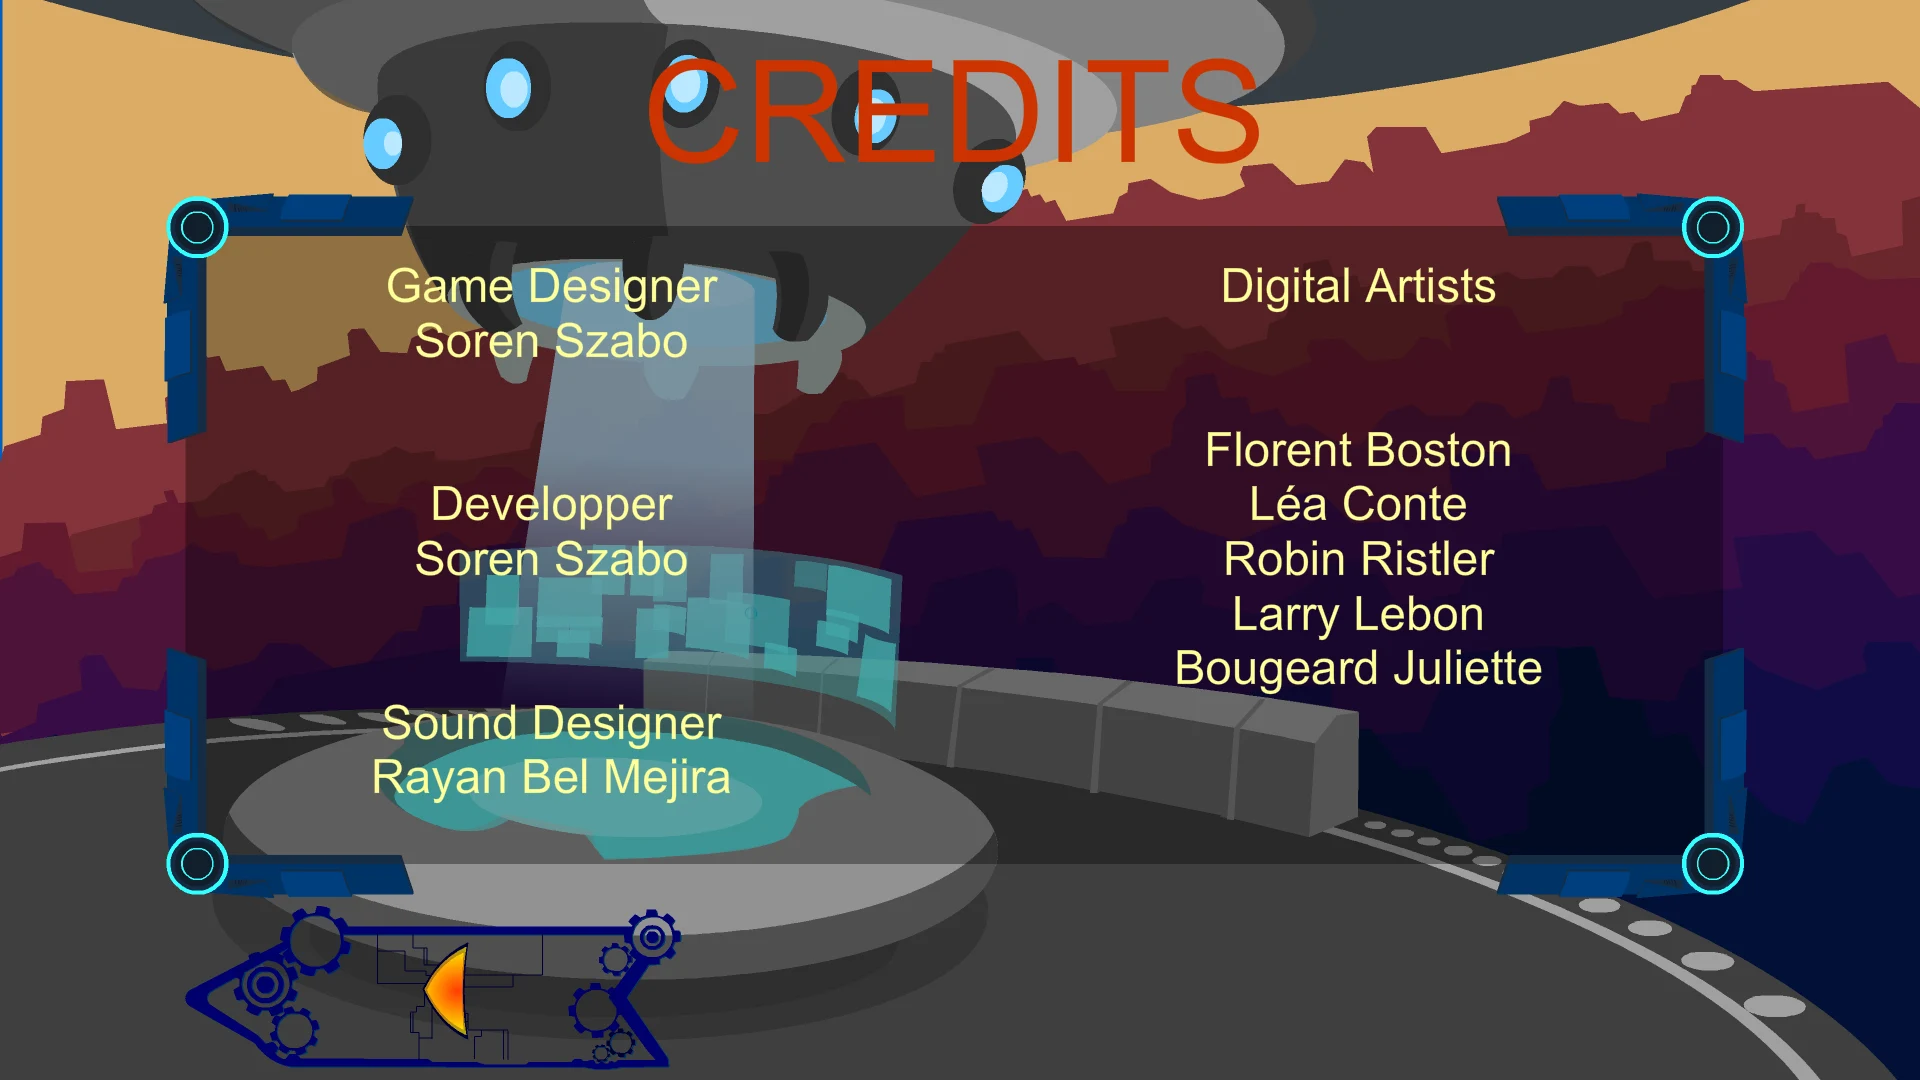 CREDITS
Game Designer
Soren Szabo
Developper
Soren Szabo
Sound Designer
Rayan Bel Mejira
Digital Artists
Florent Boston
Léa Conte
Robin Ristler
Larry Lebon
Bougeard Juliette